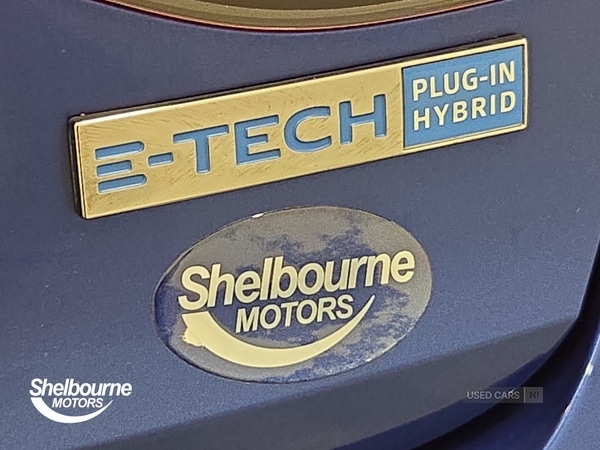 E-TECH
PLUG-IN
HYBRID
Shelbourne
MOTORS
Shelbourne
MOTORS
USED CARS NI